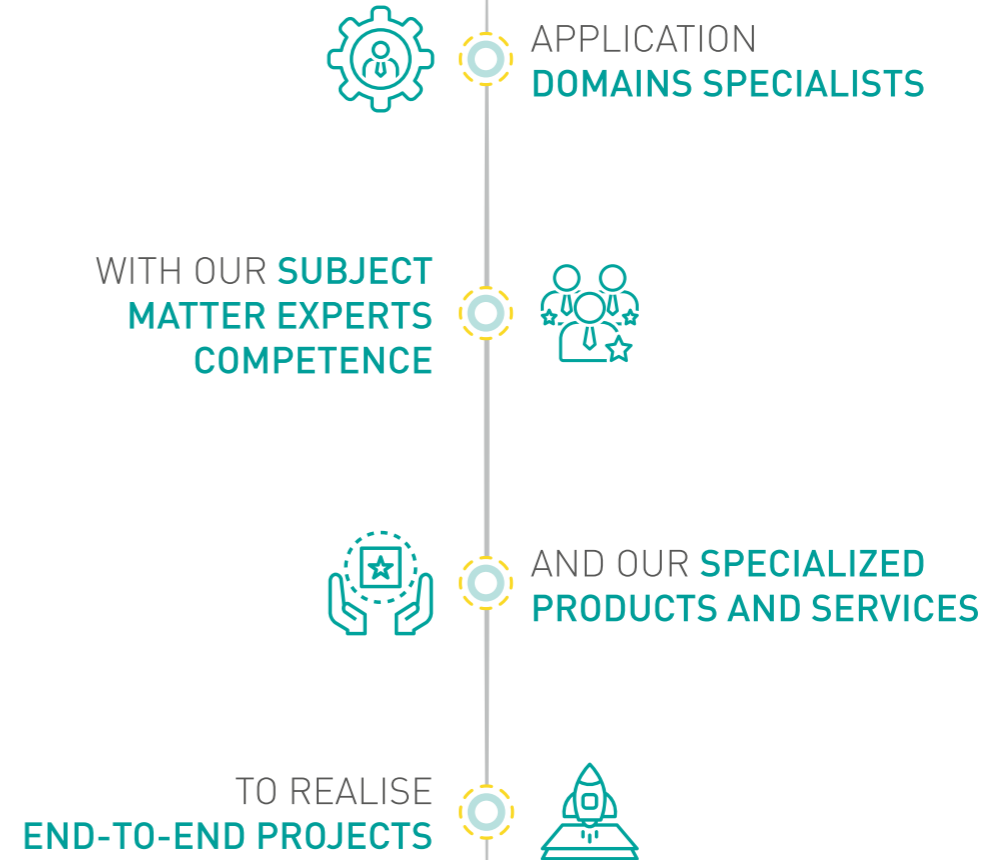 APPLICATION
DOMAINS SPECIALISTS
WITH OUR SUBJECT
MATTER EXPERTS
COMPETENCE
AND OUR SPECIALIZED
PRODUCTS AND SERVICES
TO REALISE
END-TO-END PROJECTS